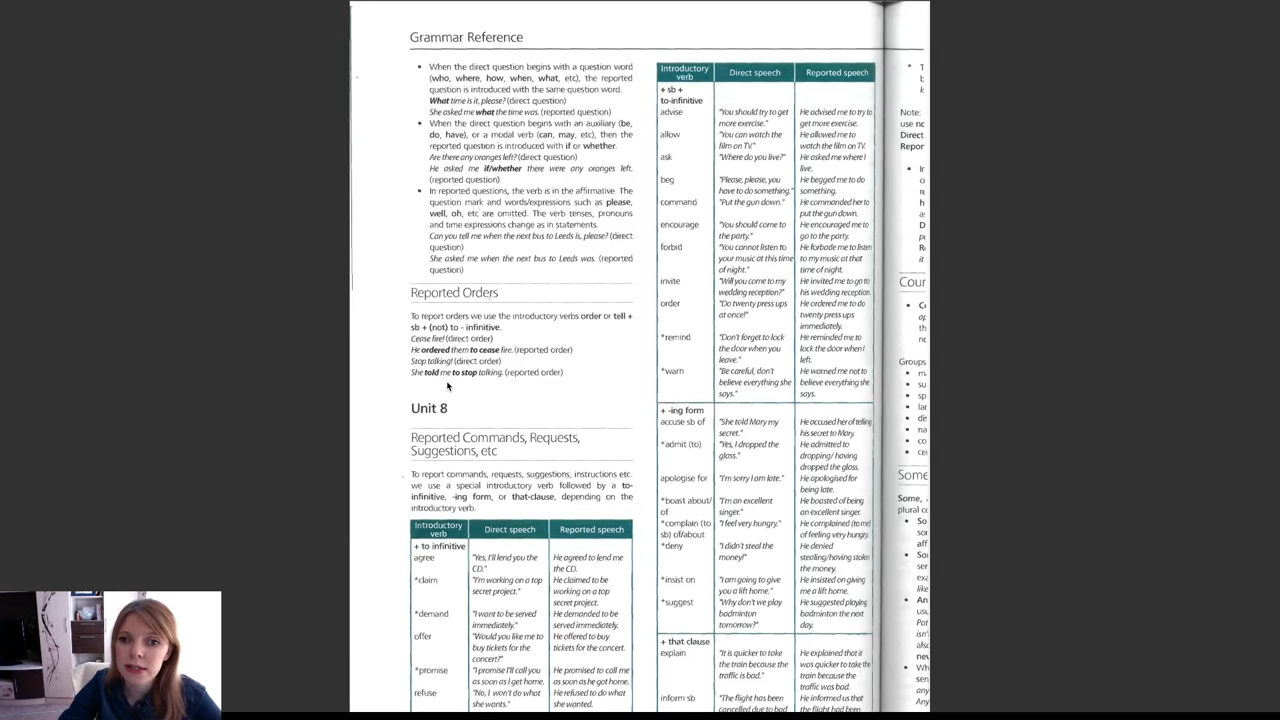 Grammar Reference
• When the direct question begins with a question word
(who, where, how, when, what, etc), the reported
question is introduced with the same question word.
What time is it, please? (direct question)
She asked me what the time was. (reported question)
• When the direct question begins with an auxiliary (be,
do, have), or a modal verb (can, may, etc), then the
reported question is introduced with if or whether.
Are there any oranges left? (direct question)
He asked me if/whether there were any oranges left.
(reported question)
• In reported questions, the verb is in the affirmative. The
question mark and words/expressions such as please,
well, oh, etc are omitted. The verb tenses, pronouns
and time expressions change as in statements.
Can you tell me when the next bus to Leeds is, please? (direct
question)
She asked me when the next bus to Leeds was. (reported
question)
Reported Orders
To report orders we use the introductory verbs order or tell +
sb + (not) to - infinitive.
Cease fire! (direct order)
He ordered them to cease fire. (reported order)
Stop talking! (direct order)
She told me to stop talking. (reported order)
Unit 8
Reported Commands, Requests,
Suggestions, etc
To report commands, requests, suggestions, instructions etc.
we use a special introductory verb followed by a to-
infinitive, -ing form, or that-clause, depending on the
introductory verb.
Introductory verb Direct speech Reported speech
+ to infinitive
agree "Yes, I'll lend you the He agreed to lend me
CD." the CD.
*claim "I'm working on a top He claimed to be
secret project." working on a top
secret project.
*demand "I want to be served He demanded to be
immediately." served immediately.
offer "Would you like me to He offered to buy
buy tickets for the tickets for the concert.
concert?"
*promise "I promise I'll call you He promised to call me
as soon as I get home. as soon as he got home.
refuse "No, I won't do what He refused to do what
she wants." she wanted.
Introductory verb Direct speech Reported speech
+ sb +
to-infinitive
advise "You should try to get He advised me to try to
more exercise." get more exercise.
allow "You can watch the He allowed me to
film on TV." watch the film on TV.
ask "Where do you live?" He asked me where I
live.
beg "Please, please, you He begged me to do
have to do something." something.
command "Put the gun down." He commanded her to
put the gun down.
encourage "You should come to He encouraged me to
the party." go to the party.
forbid "You cannot listen to He forbade me to listen
your music at this time to my music at that
of night." time of night.
invite "Will you come to my He invited me to go to
wedding reception?" his wedding reception.
order "Do twenty press ups He ordered me to do
at once!" twenty press ups
immediately.
*remind "Don't forget to lock He reminded me to
the door when you lock the door when I
leave." left.
*warn "Be careful, don't He warned me not to
believe everything she believe everything she
says." says.
+ -ing form
accuse sb of "She told Mary my He accused her of telling
secret." his secret to Mary.
*admit (to) "Yes, I dropped the He admitted to
glass." dropping/ having
dropped the glass.
apologise for "I'm sorry I am late." He apologised for
being late.
*boast about/ "I'm an excellent He boasted of being
of singer." an excellent singer.
*complain (to "I feel very hungry." He complained (to me)
sb) of/about of feeling very hungry.
*deny "I didn't steal the He denied
money!" stealing/having stolen
the money.
*insist on "I am going to give He insisted on giving
you a lift home." me a lift home.
*suggest "Why don't we play He suggested playing
badminton badminton the next
tomorrow?" day.
+ that clause
explain "It is quicker to take He explained that it
the train because the was quicker to take the
traffic is bad." train because the
traffic was bad.
inform sb "The flight has been He informed us that
cancelled due to bad the flight had been
Note:
use
Direct
Repor
Cour
Groups
Some
Some,
plural